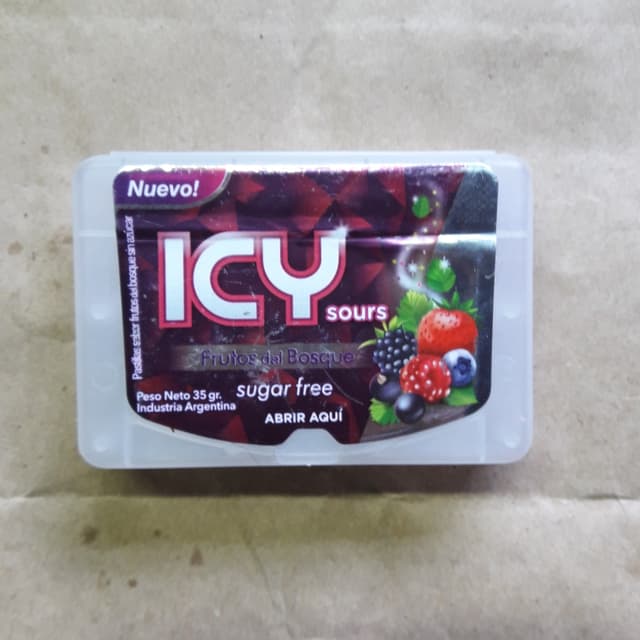 Nuevo!
Pastillas sabor frutos del bosque sin azúcar
ICY
sours
Frutos del Bosque
sugar free
Peso Neto 35 gr.
Industria Argentina
ABRIR AQUÍ